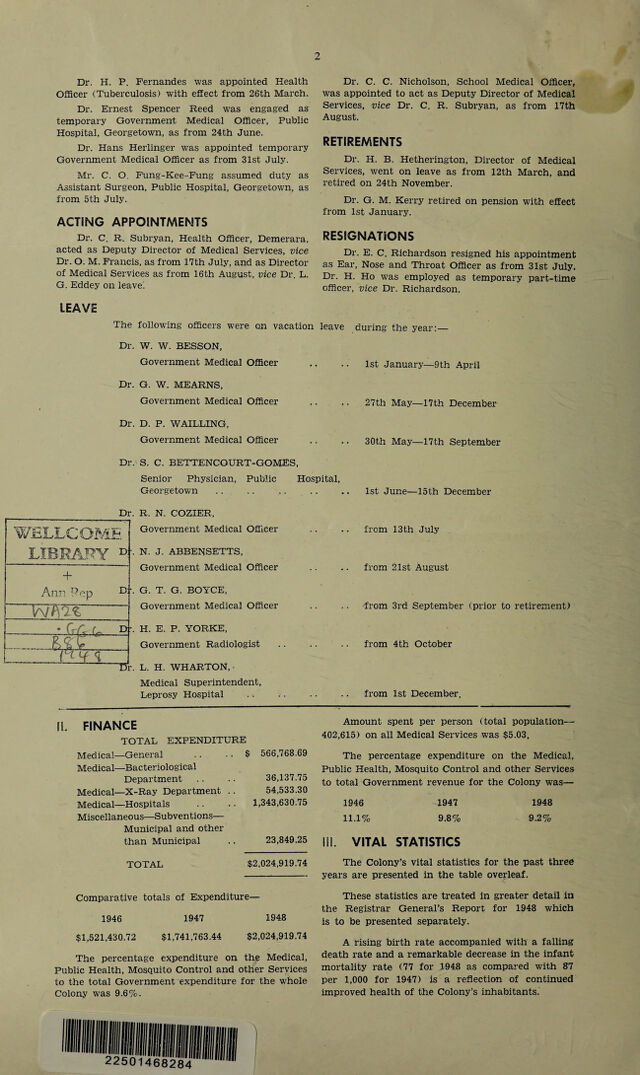 2
Dr. H. P. Fernandes was appointed Health
Officer (Tuberculosis) with effect from 26th March.
Dr. Ernest Spencer Reed was engaged as
temporary Government Medical Officer, Public
Hospital, Georgetown, as from 24th June.
Dr. Hans Herlinger was appointed temporary
Government Medical Officer as from 31st July.
Mr. C. O. Fung-Kee-Fung assumed duty as
Assistant Surgeon, Public Hospital, Georgetown, as
from 5th July.
ACTING APPOINTMENTS
Dr. C. R. Subryan, Health Officer, Demerara,
acted as Deputy Director of Medical Services, vice
Dr. O. M. Francis, as from 17th July, and as Director
of Medical Services as from 16th August, vice Dr. L.
G. Eddey on leave.
Dr. C. C. Nicholson, School Medical Officer,
was appointed to act as Deputy Director of Medical
Services, vice Dr. C. R. Subryan, as from 17th
August.
RETIREMENTS
Dr. H. B. Hetherington, Director of Medical
Services, went on leave as from 12th March, and
retired on 24th November.
Dr. G. M. Kerry retired on pension with effect
from 1st January.
RESIGNATIONS
Dr. E. C. Richardson resigned his appointment
as Ear, Nose and Throat Officer as from 31st July.
Dr. H. Ho was employed as temporary part-time
officer, vice Dr. Richardson.
LEAVE
The following officers were on vacation leave during the year:—
Dr. W. W. BESSON,
Government Medical Officer .. .. 1st January—9th April
Dr. G. W. MEARNS,
Government Medical Officer .. .. 27th May—17th December
Dr. D. P. WAILLING,
Government Medical Officer .. .. 30th May—17th September
Dr. S. C. BETTENCOURT-GOMES,
Senior Physician, Public Hospital,
Georgetown .. .. .. .. .. 1st June—15th December
Dr. R. N. COZIER,
Government Medical Officer .. .. from 13th July
Dr. N. J. ABBENSETTS,
Government Medical Officer .. .. from 21st August
Dr. G. T. G. BOYCE,
Government Medical Officer .. .. from 3rd September (prior to retirement)
Dr. H. E. P. YORKE,
Government Radiologist .. .. .. from 4th October
Dr. L. H. WHARTON,
Medical Superintendent,
Leprosy Hospital .. .. .. .. from 1st December.
WELLCOME
LIBRARY
+
Ann Rep
WA28
.GG6
B86
1948
II. FINANCE
TOTAL EXPENDITURE
Medical—General .. .. $ 566,768.69
Medical—Bacteriological
Department .. .. 36,137.75
Medical—X-Ray Department .. 54,533.30
Medical—Hospitals .. .. 1,343,630.75
Miscellaneous—Subventions—
Municipal and other
than Municipal .. 23,849.25
TOTAL $2,024,919.74
Comparative totals of Expenditure—
1946 1947 1948
$1,521,430.72 $1,741,763.44 $2,024,919.74
The percentage expenditure on the Medical,
Public Health, Mosquito Control and other Services
to the total Government expenditure for the whole
Colony was 9.6%.
Amount spent per person (total population—
402,615) on all Medical Services was $5.03.
The percentage expenditure on the Medical,
Public Health, Mosquito Control and other Services
to total Government revenue for the Colony was—
1946 1947 1948
11.1% 9.8% 9.2%
III. VITAL STATISTICS
The Colony's vital statistics for the past three
years are presented in the table overleaf.
These statistics are treated in greater detail in
the Registrar General's Report for 1948 which
is to be presented separately.
A rising birth rate accompanied with a falling
death rate and a remarkable decrease in the infant
mortality rate (77 for 1948 as compared with 87
per 1,000 for 1947) is a reflection of continued
improved health of the Colony's inhabitants.
22501468284